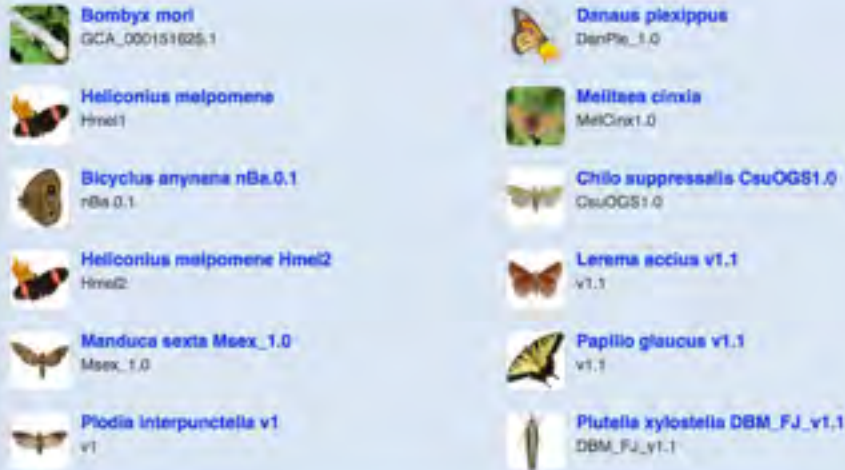 Bombyx mori
GCA_000151625.1
Danaus plexippus
DanPle_1.0
Heliconius melpomene
Hmel1
Melitaea cinxia
MelCinx1.0
Bicyclus anynana nBa.0.1
nBa.0.1
Chilo suppressalis CsuOGS1.0
CsuOGS1.0
Heliconius melpomene Hmel2
Hmel2
Lerema accius v1.1
v1.1
Manduca sexta Msex_1.0
Msex_1.0
Papilio glaucus v1.1
v1.1
Plodia interpunctella v1
v1
Plutella xylostella DBM_FJ_v1.1
DBM_FJ_v1.1